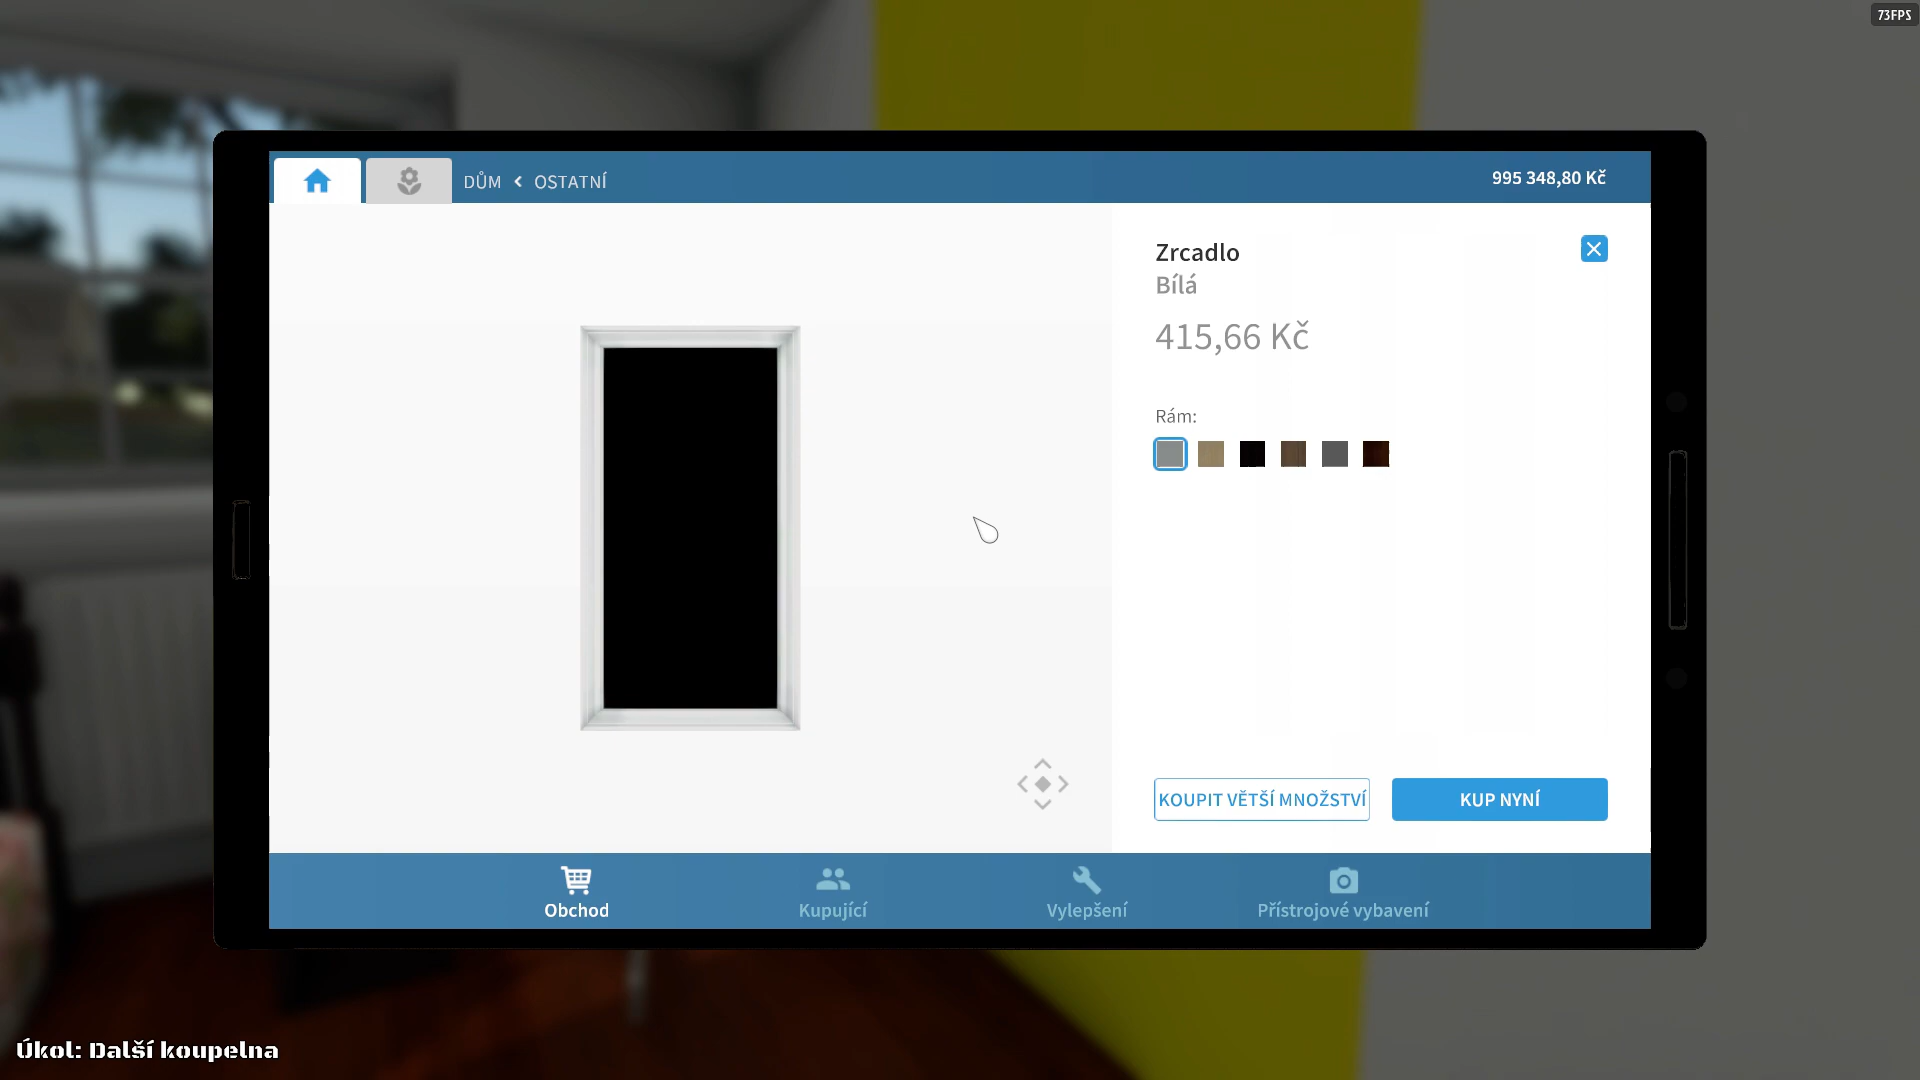 73FPS
DŮM < OSTATNÍ
995 348,80 Kč
Zrcadlo
Bílá
415,66 Kč
Rám:
KOUPIT VĚTŠÍ MNOŽSTVÍ
KUP NYNÍ
Obchod
Kupující
Vylepšení
Přístrojové vybavení
Úkol: Další koupelna